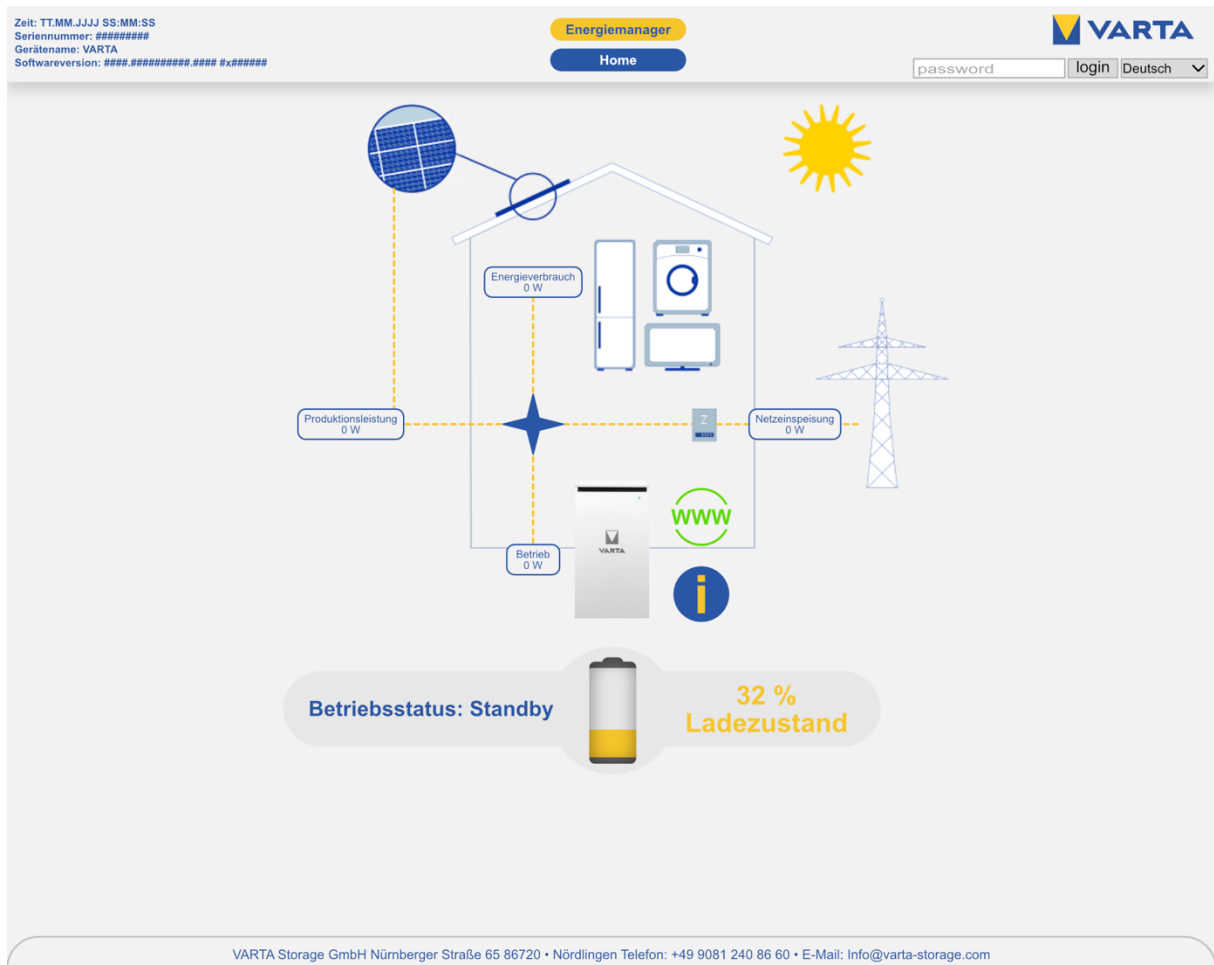 Zeit: TT.MM.JJJJ SS:MM:SS
Seriennummer: #########
Gerätename: VARTA
Softwareversion: ####.##########.#### #x######
Energiemanager
Home
VARTA
password
login
Deutsch
Energieverbrauch
0 W
Produktionsleistung
0 W
Z
Netzeinspeisung
0 W
VARTA
www
Betrieb
0 W
i
Betriebsstatus: Standby
32 %
Ladezustand
VARTA Storage GmbH Nürnberger Straße 65 86720 • Nördlingen Telefon: +49 9081 240 86 60 • E-Mail: Info@varta-storage.com